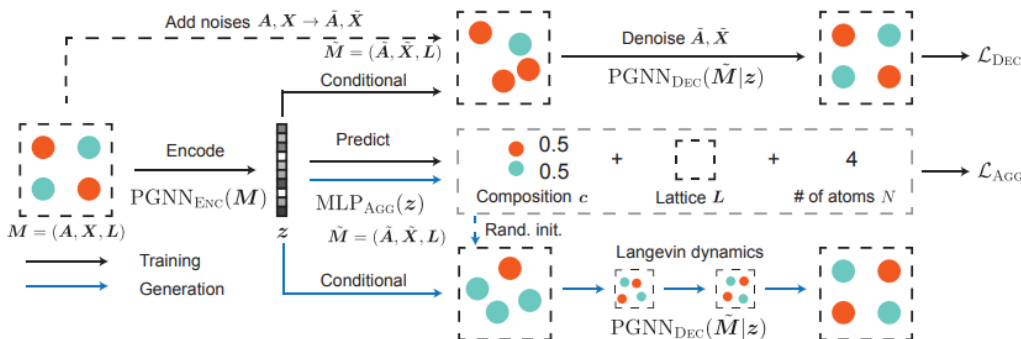 Add noises A, X → Ã, X̃
M̃ = (Ã, X̃, L)
Conditional
Denoise Ã, X̃
PGNN_DEC(M̃|z)
ℒ_DEC
Encode
PGNN_ENC(M)
M = (A, X, L)
z
Predict
MLP_AGG(z)
0.5
0.5
+
+
4
Composition c
Lattice L
# of atoms N
ℒ_AGG
M̃ = (Ã, X̃, L)
Rand. init.
Training
Generation
Conditional
Langevin dynamics
PGNN_DEC(M̃|z)